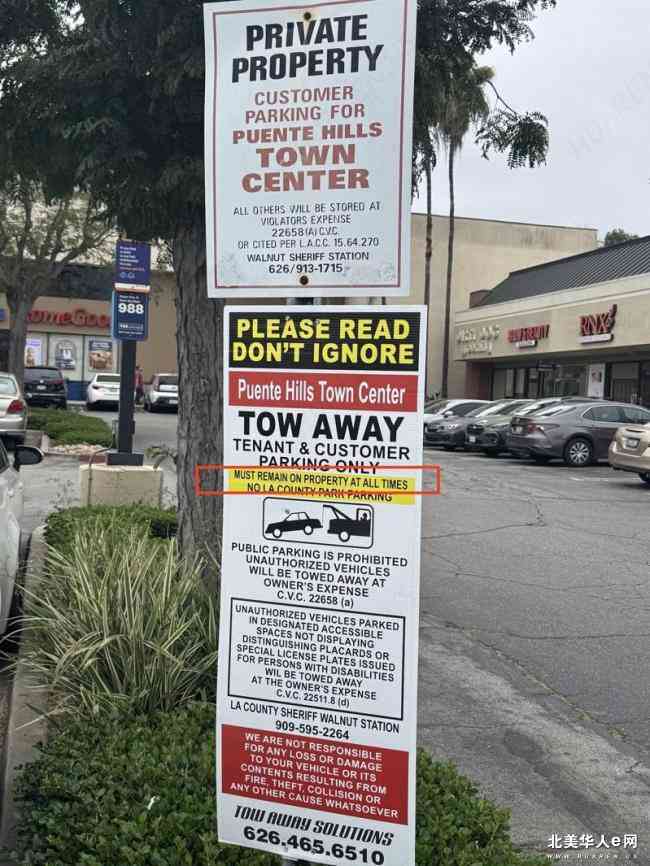 PRIVATE
PROPERTY
CUSTOMER
PARKING FOR
PUENTE HILLS
TOWN
CENTER
ALL OTHERS WILL BE STORED AT
VIOLATORS EXPENSE
22658(A) C.V.C.
OR CITED PER L.A.C.C. 15.64.270
WALNUT SHERIFF STATION
626/913-1715
PLEASE READ
DON'T IGNORE
Puente Hills Town Center
TOW AWAY
TENANT & CUSTOMER
PARKING ONLY
MUST REMAIN ON PROPERTY AT ALL TIMES
NO LA COUNTY PARK PARKING
PUBLIC PARKING IS PROHIBITED
UNAUTHORIZED VEHICLES
WILL BE TOWED AWAY AT
OWNER'S EXPENSE
C.V.C. 22658 (a)
UNAUTHORIZED VEHICLES PARKED
IN DESIGNATED ACCESSIBLE
SPACES NOT DISPLAYING
DISTINGUISHING PLACARDS OR
SPECIAL LICENSE PLATES ISSUED
FOR PERSONS WITH DISABILITIES
WIL BE TOWED AWAY
AT THE OWNER'S EXPENSE
C.V.C. 22511.8 (d)
LA COUNTY SHERIFF WALNUT STATION
909-595-2264
WE ARE NOT RESPONSIBLE
FOR ANY LOSS OR DAMAGE
TO YOUR VEHICLE OR ITS
CONTENTS RESULTING FROM
FIRE, THEFT, COLLISION OR
ANY OTHER CAUSE WHATSOEVER
TOW AWAY SOLUTIONS
626.465.6510
988
omeGoo
BEAUTY
RNX
北美华人e网